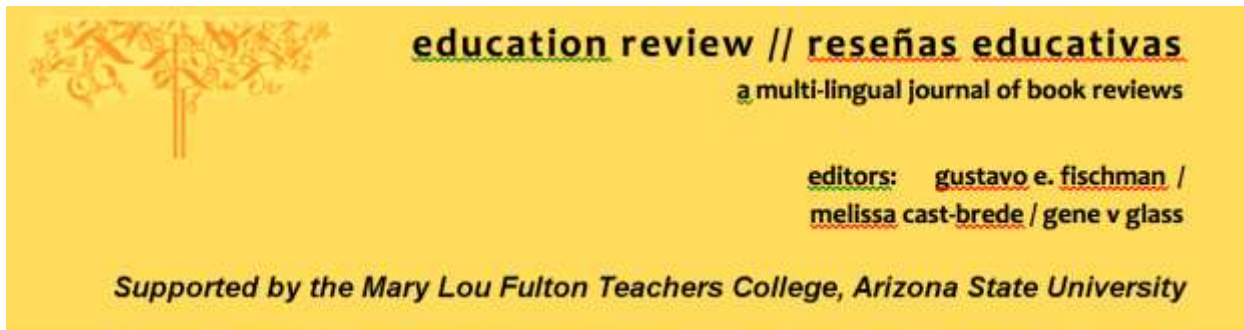 education review // reseñas educativas
a multi-lingual journal of book reviews
editors: gustavo e. fischman /
melissa cast-brede / gene v glass
Supported by the Mary Lou Fulton Teachers College, Arizona State University